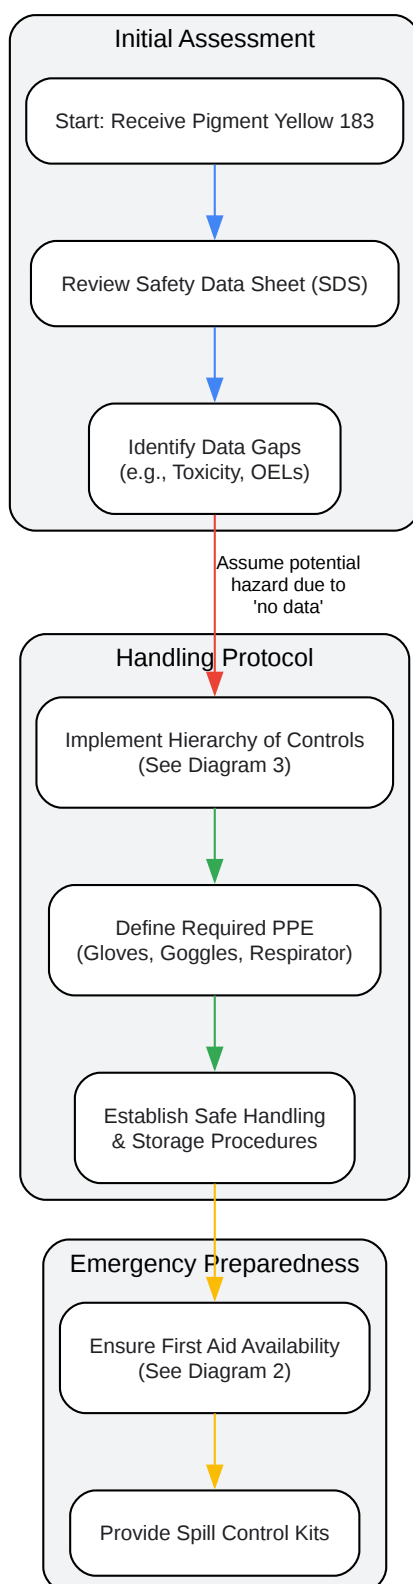 Initial Assessment
Start: Receive Pigment Yellow 183
Review Safety Data Sheet (SDS)
Identify Data Gaps
(e.g., Toxicity, OELs)
Assume potential
hazard due to
'no data'
Handling Protocol
Implement Hierarchy of Controls
(See Diagram 3)
Define Required PPE
(Gloves, Goggles, Respirator)
Establish Safe Handling
& Storage Procedures
Emergency Preparedness
Ensure First Aid Availability
(See Diagram 2)
Provide Spill Control Kits